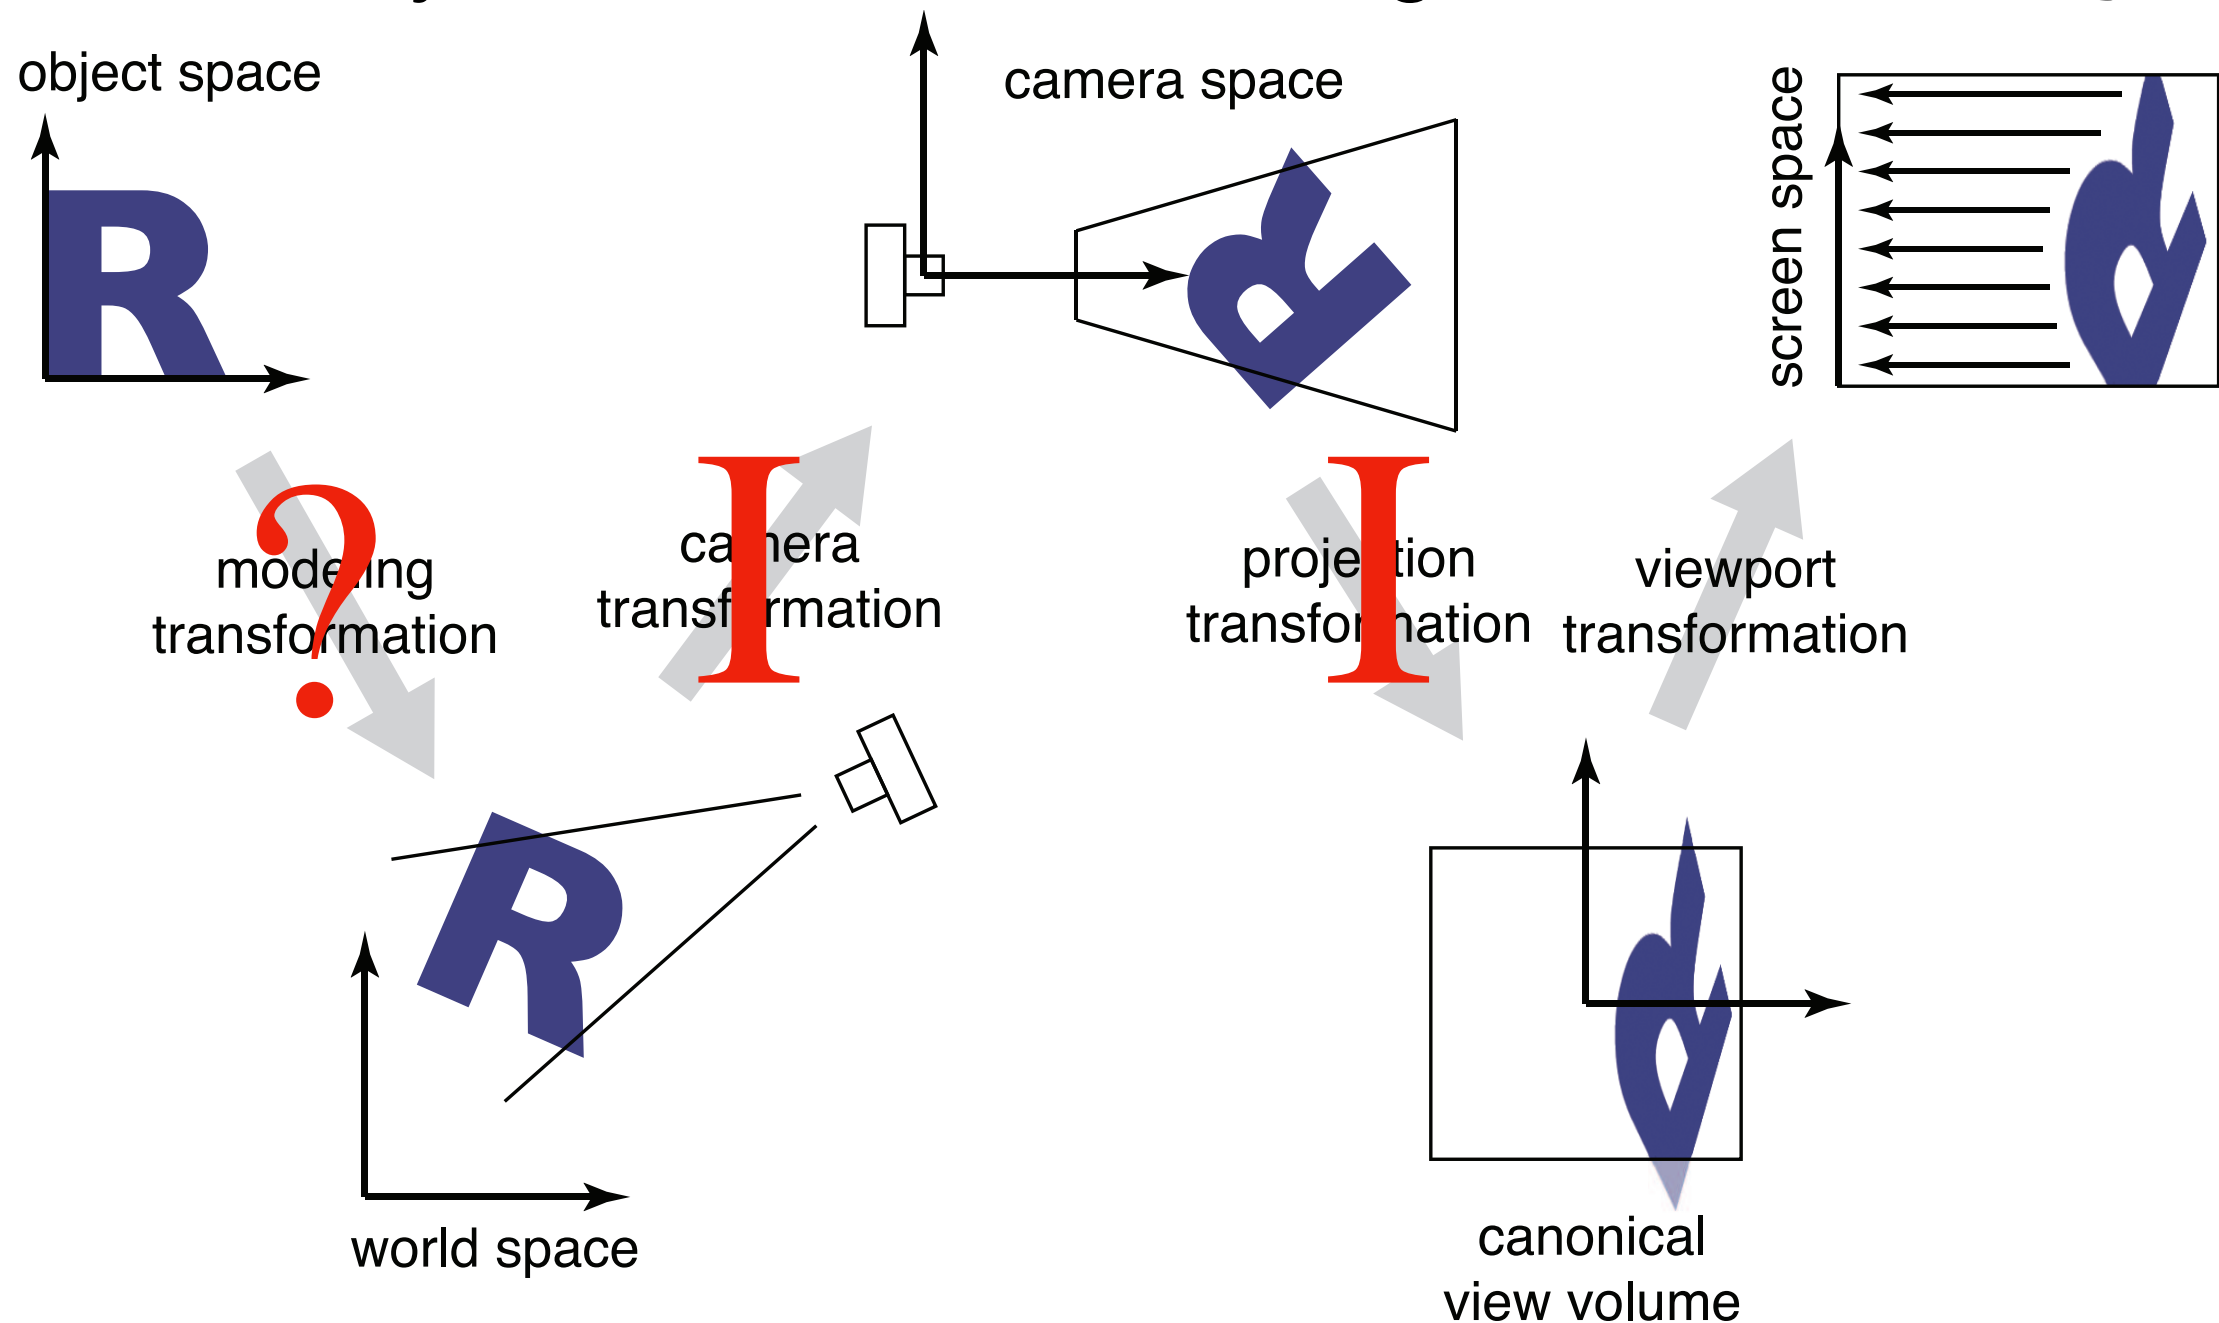 object space
camera space
screen space
R
R
?
modeling
transformation
I
camera
transformation
I
projection
transformation
viewport
transformation
R
R
R
world space
canonical
view volume